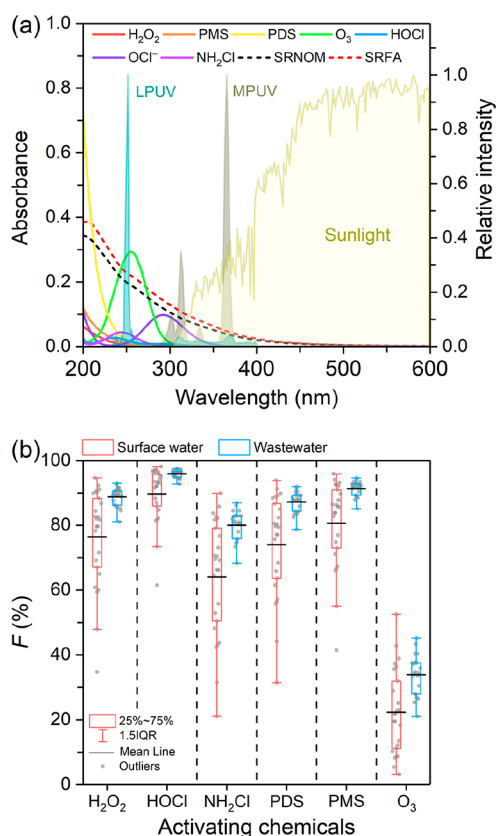 (a)
H₂O₂ PMS PDS O₃ HOCl
OCl⁻ NH₂Cl SRNOM SRFA
LPUV MPUV
Sunlight
Absorbance
1.0
0.8
0.6
0.4
0.2
0.0
Relative intensity
1.0
0.8
0.6
0.4
0.2
0.0
200 300 400 500 600
Wavelength (nm)
(b)
Surface water Wastewater
F (%)
100
80
60
40
20
0
25%~75%
1.5IQR
Mean Line
Outliers
H₂O₂ HOCl NH₂Cl PDS PMS O₃
Activating chemicals